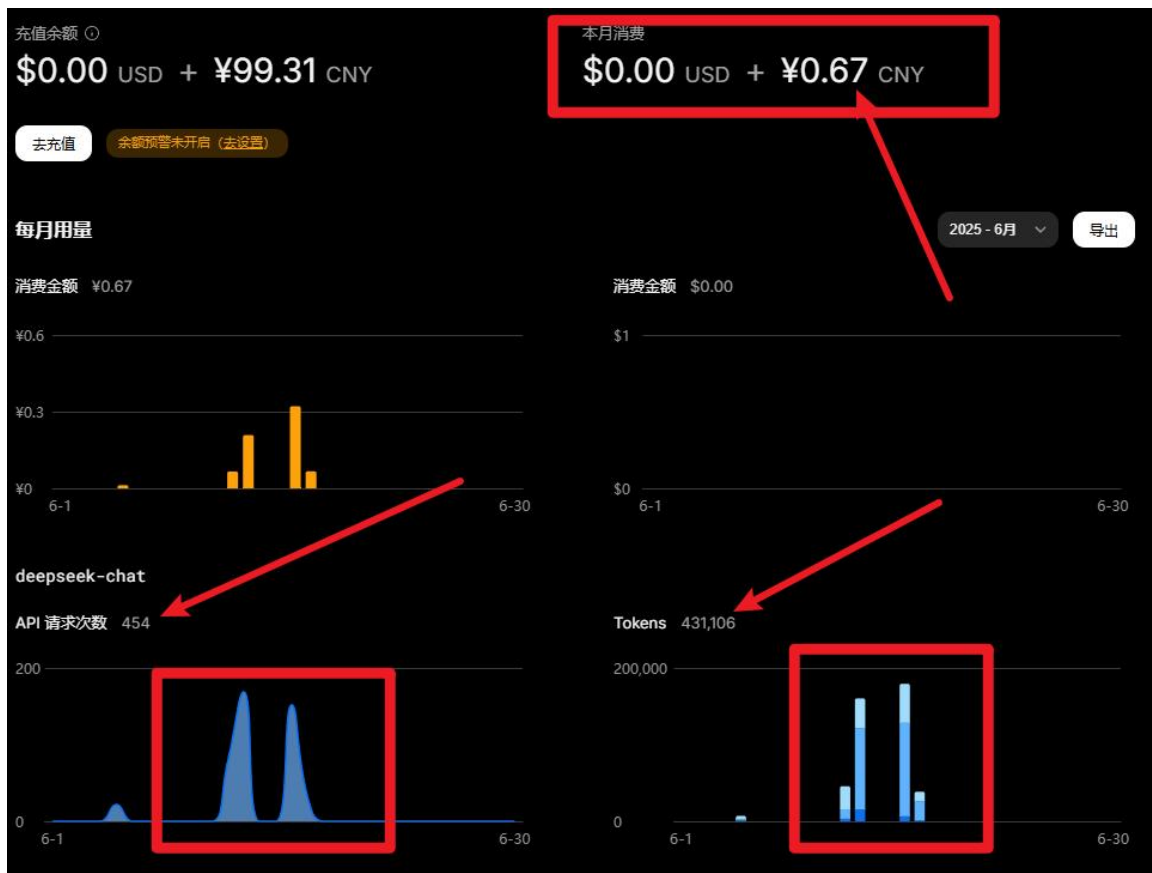 充值余额
本月消费
$0.00 USD + ¥99.31 CNY
$0.00 USD + ¥0.67 CNY
去充值
余额预警未开启（去设置）
每月用量
2025 - 6月
导出
消费金额 ¥0.67
消费金额 $0.00
¥0.6
¥0.3
¥0
6-1
6-30
$1
$0
6-1
6-30
deepseek-chat
API 请求次数 454
Tokens 431,106
200
0
6-1
6-30
200,000
0
6-1
6-30